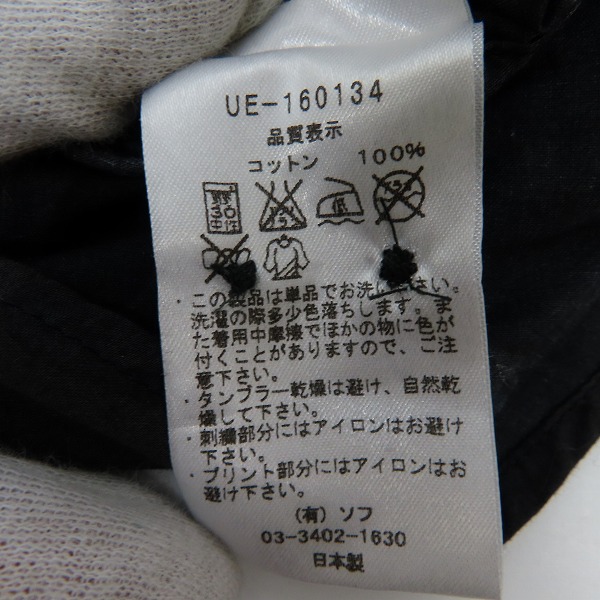 UE-160134
品質表示
コットン 100%
弱
30
中性
低
・この製品は単品でお洗い下さい。
洗濯の際多少色落ちします。ま
た着用中摩擦でほかの物に色が
付くことがありますので、ご注
意下さい。
・タンブラー乾燥は避け、自然乾
燥して下さい。
・刺繍部分にはアイロンはお避け
下さい。
・プリント部分にはアイロンはお
避け下さい。
(有) ソフ
03-3402-1630
日本製